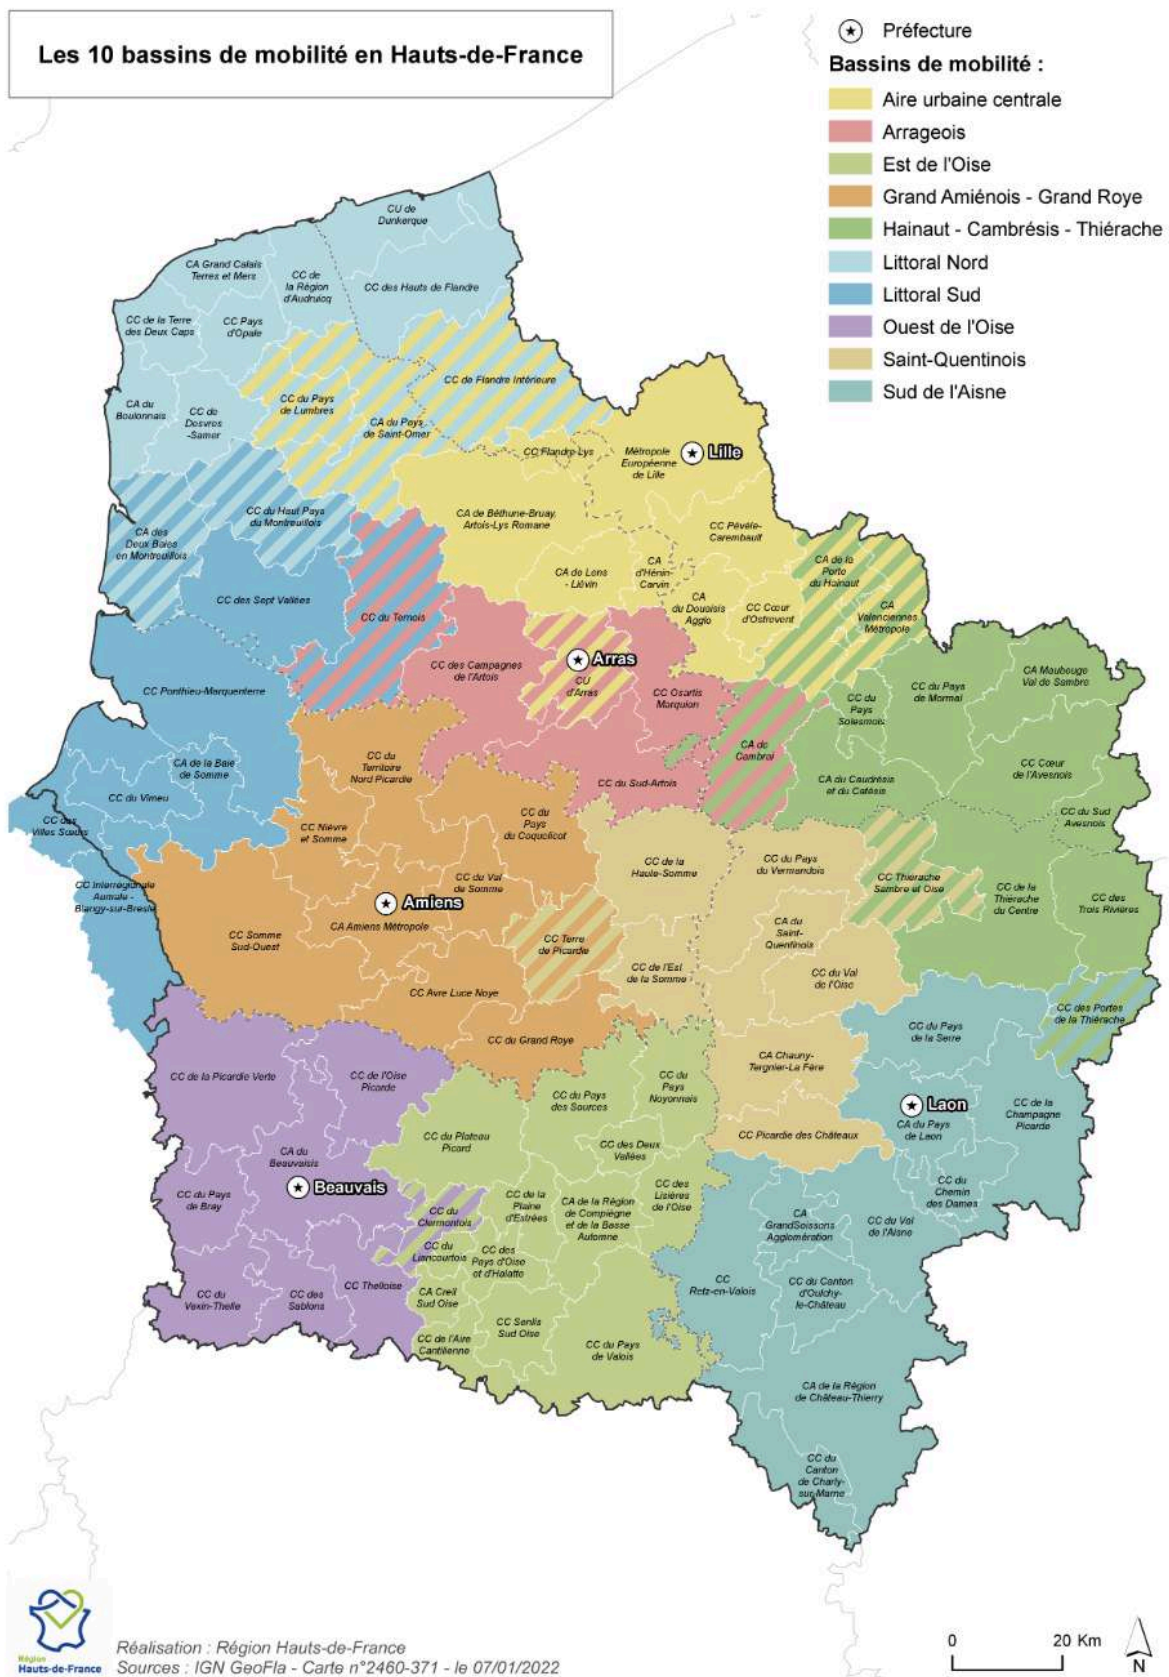 Les 10 bassins de mobilité en Hauts-de-France
Préfecture
Bassins de mobilité :
Aire urbaine centrale
Arrageois
Est de l'Oise
Grand Amiénois - Grand Roye
Hainaut - Cambrésis - Thiérache
Littoral Nord
Littoral Sud
Ouest de l'Oise
Saint-Quentinois
Sud de l'Aisne
CU de
Dunkerque
CA Grand Calais
Terres et Mers
CC de
la Région
d'Audruicq
CC des Hauts de Flandre
CC de la Terre
des Deux Caps
CC Pays
d'Opale
CC de Flandre Intérieure
CC du Pays
de Lumbres
CA du Pays
de Saint-Omer
CA du
Boulonnais
CC de
Desvres
-Samer
CC Flandre-Lys
Métropole
Européenne
de Lille
Lille
CA de Béthune-Bruay,
Artois-Lys Romane
CC du Haut Pays
du Montreuillois
CA des
Deux Baies
en Montreuillois
CC Pévèle-
Carembault
CA de Lens
- Liévin
CA
d'Hénin-
Carvin
CA de la
Porte
du Hainaut
CC des Sept Vallées
CC du Ternois
CA
du Douaisis
Agglo
CC Cœur
d'Ostrevent
CA
Valenciennes
Métropole
Arras
CU
d'Arras
CC des Campagnes
de l'Artois
CC Osartis
Marquion
CC Ponthieu-Marquenterre
CC du
Pays
Solesmois
CC du Pays
de Mormal
CA Maubeuge
Val de Sambre
CC du
Territoire
Nord Picardie
CA de
Cambrai
CA de la Baie
de Somme
CC du Vimeu
CC du Sud-Artois
CA du Caudrésis
et du Catésis
CC Cœur
de l'Avesnois
CC des
Villes Sœurs
CC Nièvre
et Somme
CC du
Pays
du Coquelicot
CC du Sud
Avesnois
CC de la
Haute-Somme
CC du Pays
du Vermandois
CC Thiérache
Sambre et Oise
CC Interrégionale
Aumale -
Blangy-sur-Bresle
CC du Val
de Somme
Amiens
CA Amiens Métropole
CC de la
Thiérache
du Centre
CC des
Trois Rivières
CC Somme
Sud-Ouest
CC Terre
de Picardie
CA du
Saint-
Quentinois
CC de l'Est
de la Somme
CC du Val
de l'Oise
CC Avre Luce Noye
CC des Portes
de la Thiérache
CC du Grand Roye
CC du Pays
de la Serre
CC de la Picardie Verte
CC de l'Oise
Picarde
CC du
Pays
Noyonnais
CA Chauny-
Tergnier-La Fère
CC du Pays
des Sources
Laon
CA du Pays
de Laon
CC de la
Champagne
Picarde
CC du Plateau
Picard
CC des Deux
Vallées
CC Picardie des Châteaux
CA du
Beauvaisis
Beauvais
CC du Pays
de Bray
CC du
Clermontois
CC de la
Plaine
d'Estrées
CA de la Région
de Compiègne
et de la Basse
Automne
CC des
Lisières
de l'Oise
CC du
Chemin
des Dames
CA
GrandSoissons
Agglomération
CC du Val
de l'Aisne
CC du
Liancourtois
CC des
Pays d'Oise
et d'Halatte
CC Thelloise
CC du
Vexin-Thelle
CC des
Sablons
CA Creil
Sud Oise
CC
Retz-en-Valois
CC du Canton
d'Oulchy-
le-Château
CC Senlis
Sud Oise
CC de l'Aire
Cantilienne
CC du Pays
de Valois
CA de la Région
de Château-Thierry
CC du
Canton
de Charly-
sur-Marne
Région
Hauts-de-France
Réalisation : Région Hauts-de-France
Sources : IGN GeoFla - Carte n°2460-371 - le 07/01/2022
0 20 Km
N